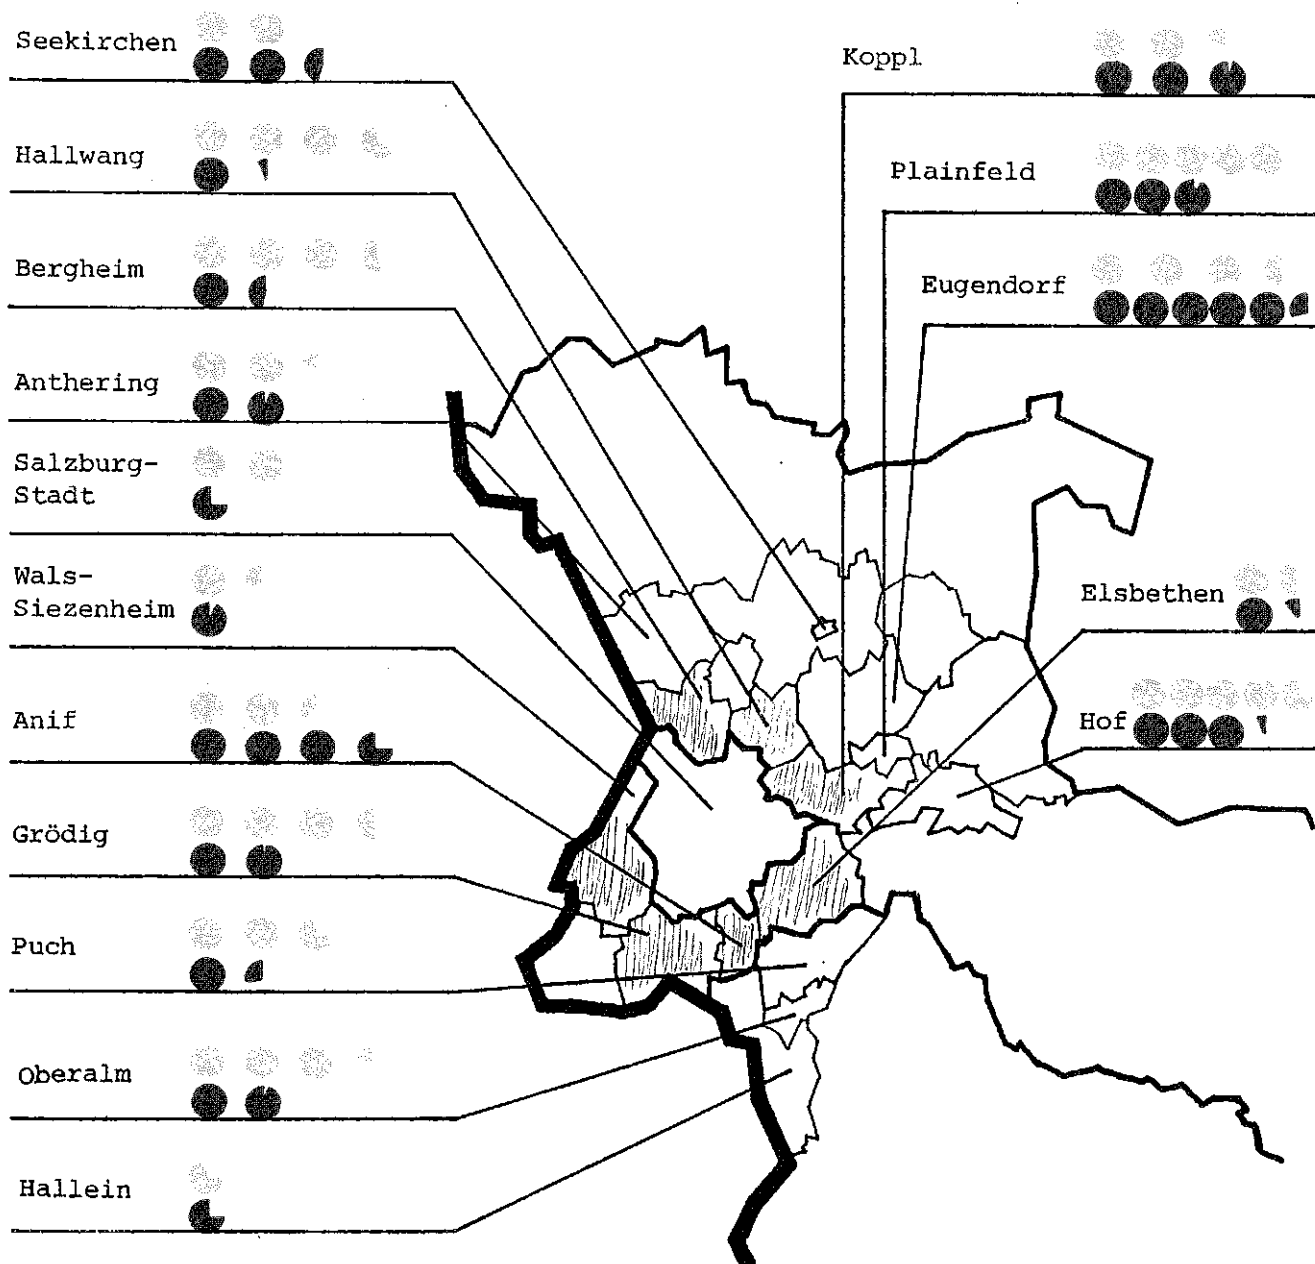 Seekirchen
Hallwang
Bergheim
Anthering
Salzburg-
Stadt
Wals-
Siezenheim
Anif
Grödig
Puch
Oberalm
Hallein
Koppl
Plainfeld
Eugendorf
Elsbethen
Hof